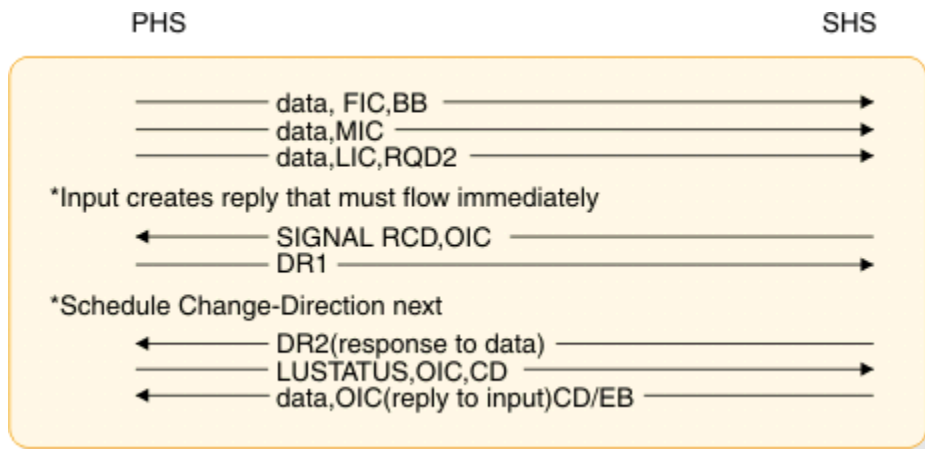 PHS SHS
data, FIC,BB
data,MIC
data,LIC,RQD2
*Input creates reply that must flow immediately
SIGNAL RCD,OIC
DR1
*Schedule Change-Direction next
DR2(response to data)
LUSTATUS,OIC,CD
data,OIC(reply to input)CD/EB